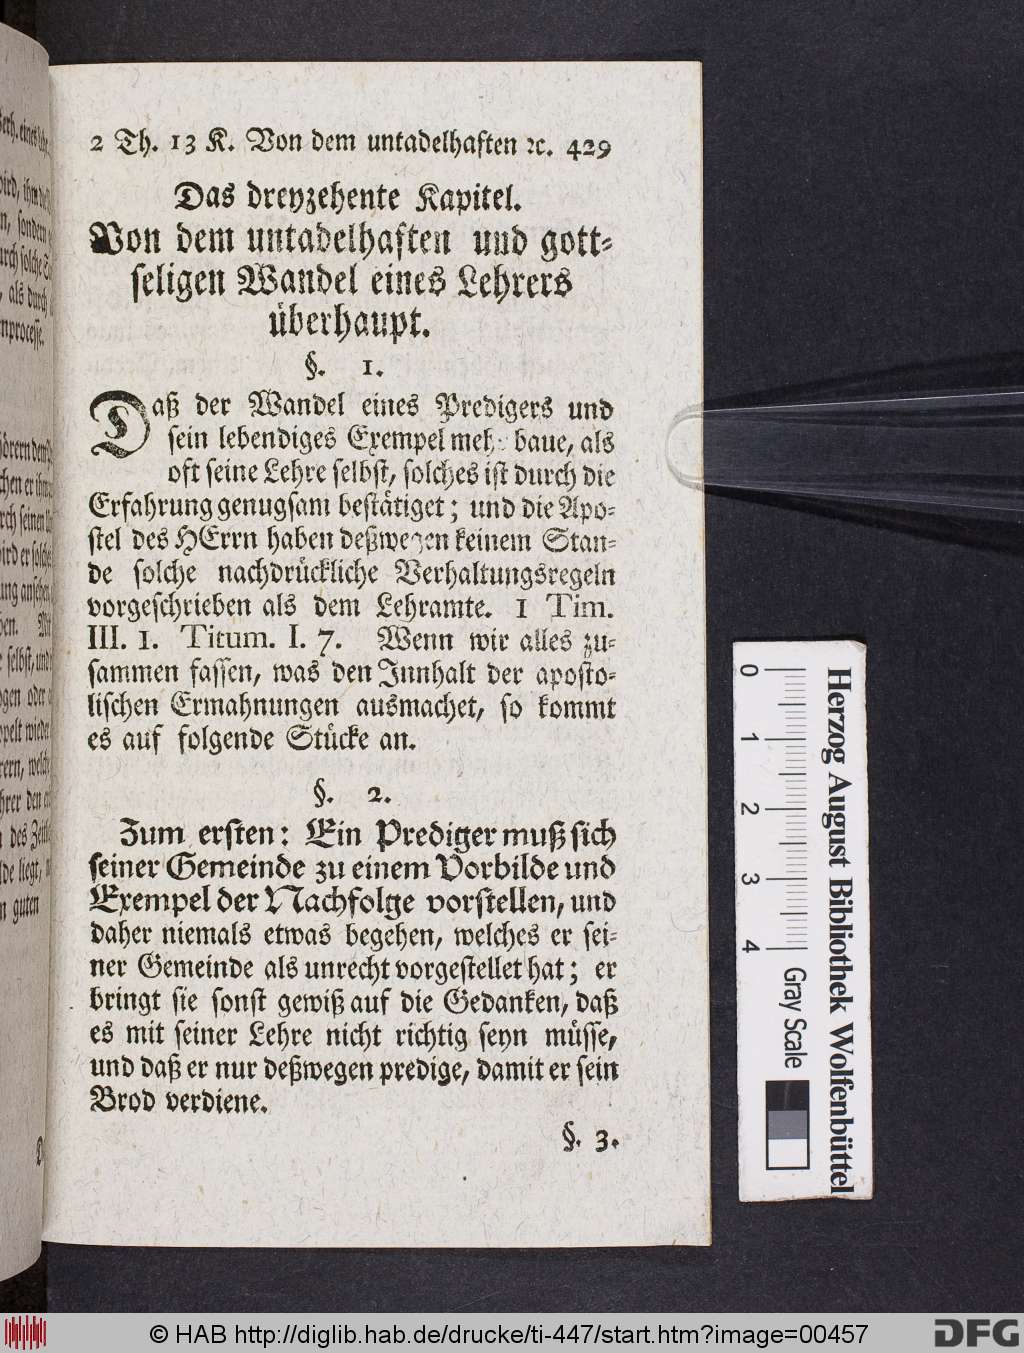 2 Th. 13 K. Von dem untadelhaften ꝛc. 429
Das dreyzehente Kapitel.
Von dem untadelhaften und gott-
seligen Wandel eines Lehrers
überhaupt.
§. 1.
Daß der Wandel eines Predigers und
sein lebendiges Exempel mehr baue, als
oft seine Lehre selbst, solches ist durch die
Erfahrung genugsam bestätiget; und die Apo-
stel des HErrn haben deßwegen keinem Stan-
de solche nachdrückliche Verhaltungsregeln
vorgeschrieben als dem Lehramte. 1 Tim.
III. 1. Titum. I. 7. Wenn wir alles zu-
sammen fassen, was den Innhalt der aposto-
lischen Ermahnungen ausmachet, so kommt
es auf folgende Stücke an.
§. 2.
Zum ersten: Ein Prediger muß sich
seiner Gemeinde zu einem Vorbilde und
Exempel der Nachfolge vorstellen, und
daher niemals etwas begehen, welches er sei-
ner Gemeinde als unrecht vorgestellet hat; er
bringt sie sonst gewiß auf die Gedanken, daß
es mit seiner Lehre nicht richtig seyn müsse,
und daß er nur deßwegen predige, damit er sein
Brod verdiene.
§. 3.
0 1 2 3 4 Gray Scale
Herzog August Bibliothek Wolfenbüttel
© HAB http://diglib.hab.de/drucke/ti-447/start.htm?image=00457
DFG